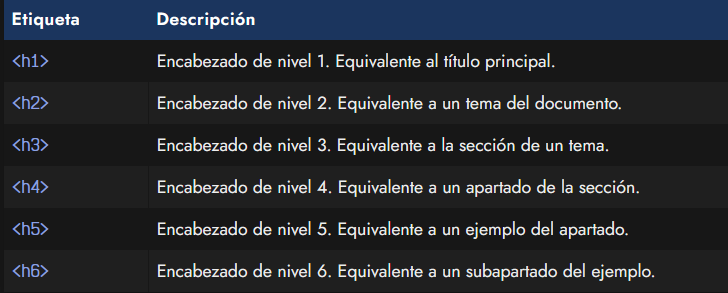 Etiqueta Descripción
<h1> Encabezado de nivel 1. Equivalente al título principal.
<h2> Encabezado de nivel 2. Equivalente a un tema del documento.
<h3> Encabezado de nivel 3. Equivalente a la sección de un tema.
<h4> Encabezado de nivel 4. Equivalente a un apartado de la sección.
<h5> Encabezado de nivel 5. Equivalente a un ejemplo del apartado.
<h6> Encabezado de nivel 6. Equivalente a un subapartado del ejemplo.